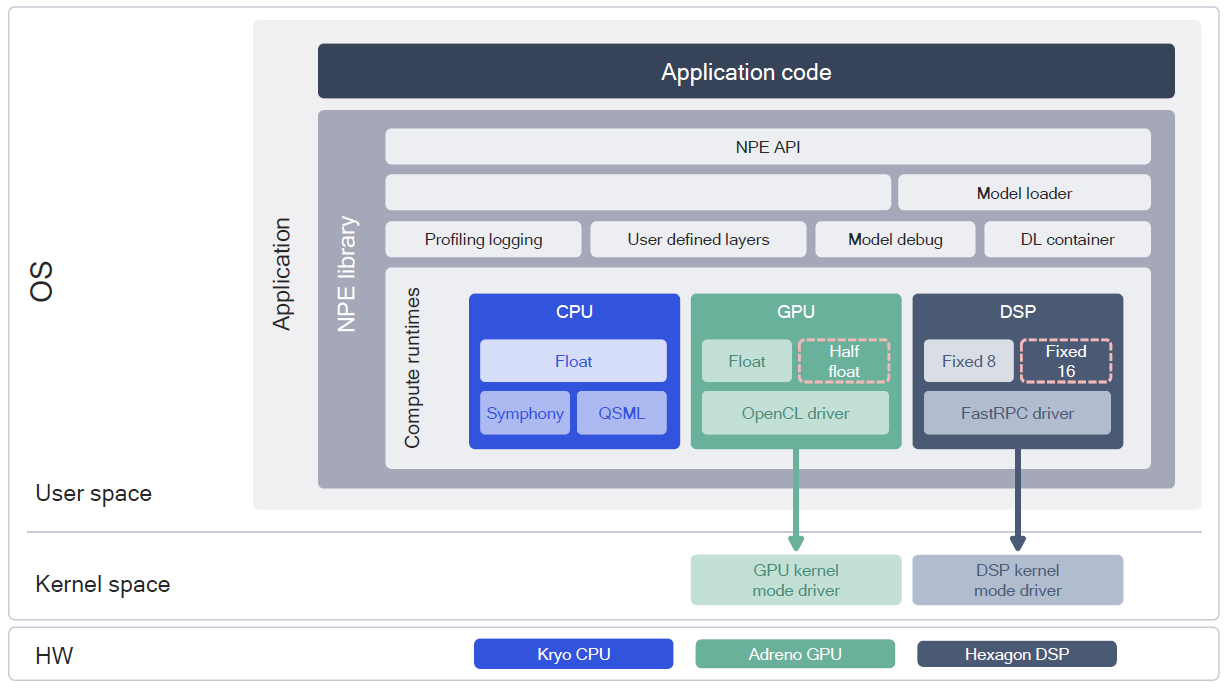 Application code
OS
Application
NPE library
NPE API
Model loader
Profiling logging
User defined layers
Model debug
DL container
Compute runtimes
CPU
Float
Symphony
QSML
GPU
Float
Half
float
OpenCL driver
DSP
Fixed 8
Fixed
16
FastRPC driver
User space
Kernel space
GPU kernel
mode driver
DSP kernel
mode driver
HW
Kryo CPU
Adreno GPU
Hexagon DSP